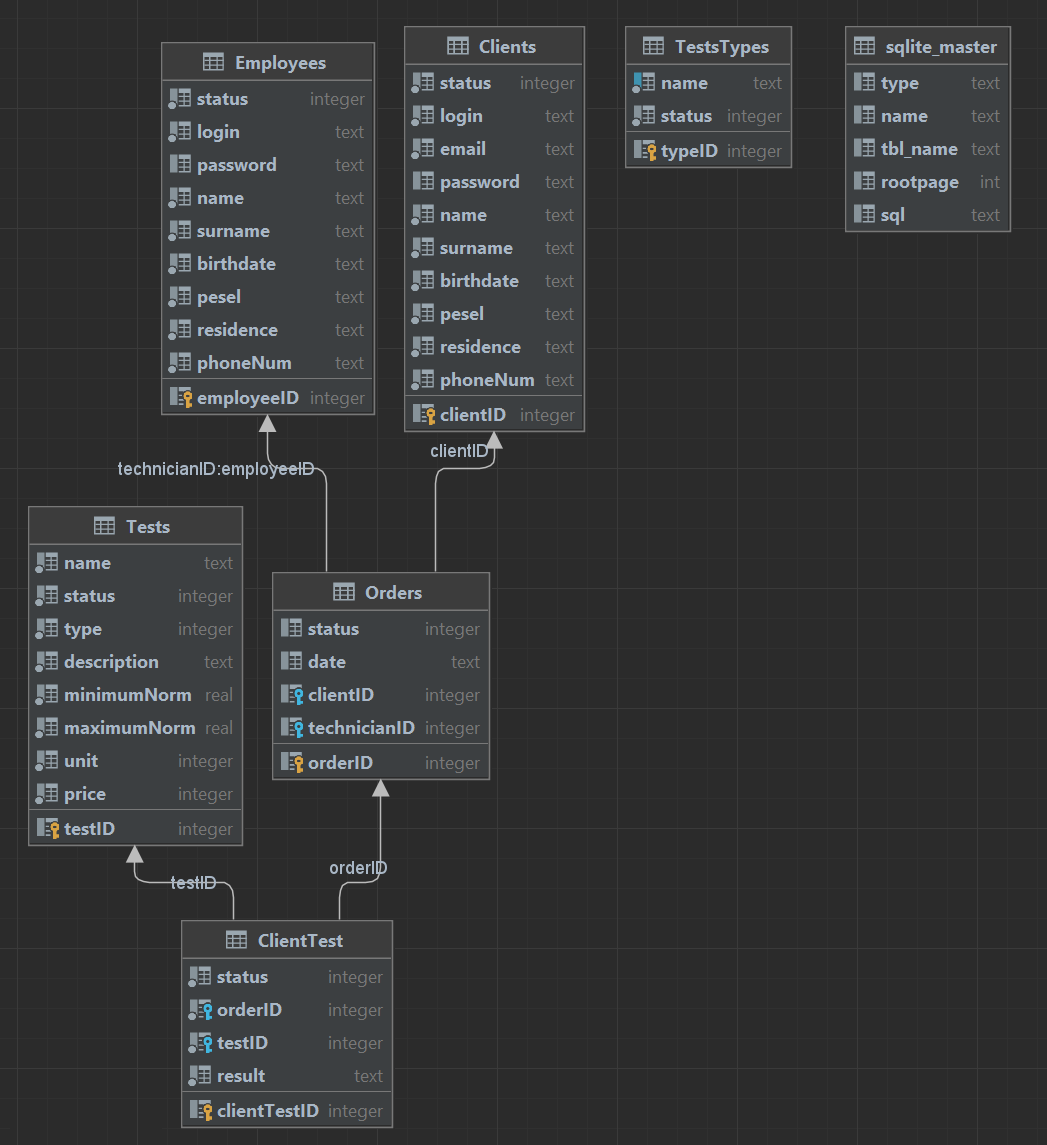 Employees
status integer
login text
password text
name text
surname text
birthdate text
pesel text
residence text
phoneNum text
employeeID integer
Clients
status integer
login text
email text
password text
name text
surname text
birthdate text
pesel text
residence text
phoneNum text
clientID integer
TestsTypes
name text
status integer
typeID integer
sqlite_master
type text
name text
tbl_name text
rootpage int
sql text
technicianID:employeeID
clientID
Tests
name text
status integer
type integer
description text
minimumNorm real
maximumNorm real
unit integer
price integer
testID integer
Orders
status integer
date text
clientID integer
technicianID integer
orderID integer
testID
orderID
ClientTest
status integer
orderID integer
testID integer
result text
clientTestID integer